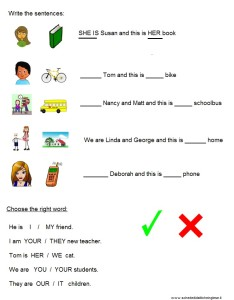 Write the sentences:
SHE IS Susan and this is HER book
______ Tom and this is _____ bike
______ Nancy and Matt and this is ______ schoolbus
We are Linda and George and this is ______ home
______ Deborah and this is _____ phone
Choose the right word:
He is I / MY friend.
I am YOUR / THEY new teacher.
Tom is HER / WE cat.
We are YOU / YOUR students.
They are OUR / IT children.